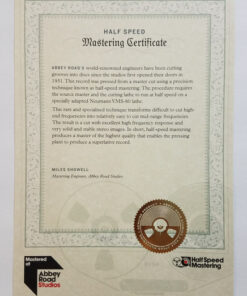 HALF SPEED
Mastering Certificate
ABBEY ROAD'S world-renowned engineers have been cutting
grooves into discs since the studios first opened their doors in
1931. This record was pressed from a master cut using a precision
technique known as half-speed mastering. The procedure requires
the source master and the cutting lathe to run at half speed on a
specially adapted Neumann VMS-80 lathe.
This rare and specialised technique transforms difficult to cut high-
end frequencies into relatively easy to cut mid-range frequencies.
The result is a cut with excellent high frequency response and
very solid and stable stereo images. In short, half-speed mastering
produces a master of the highest quality that enables the pressing
plant to produce a superlative record.
MILES SHOWELL
Mastering Engineer, Abbey Road Studios
Mastered
at
Abbey
Road
Studios
Half Speed
Mastering